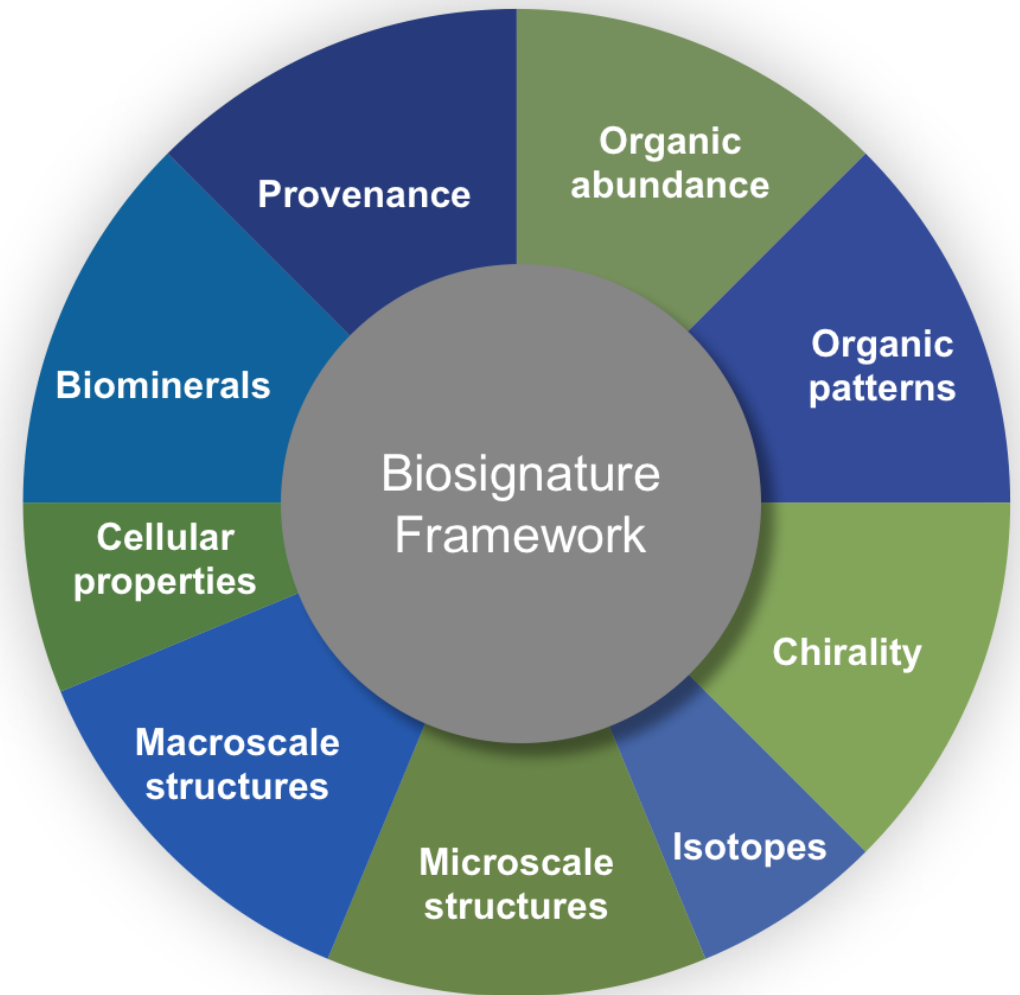 Organic
abundance
Organic
patterns
Chirality
Isotopes
Microscale
structures
Macroscale
structures
Cellular
properties
Biominerals
Provenance
Biosignature
Framework